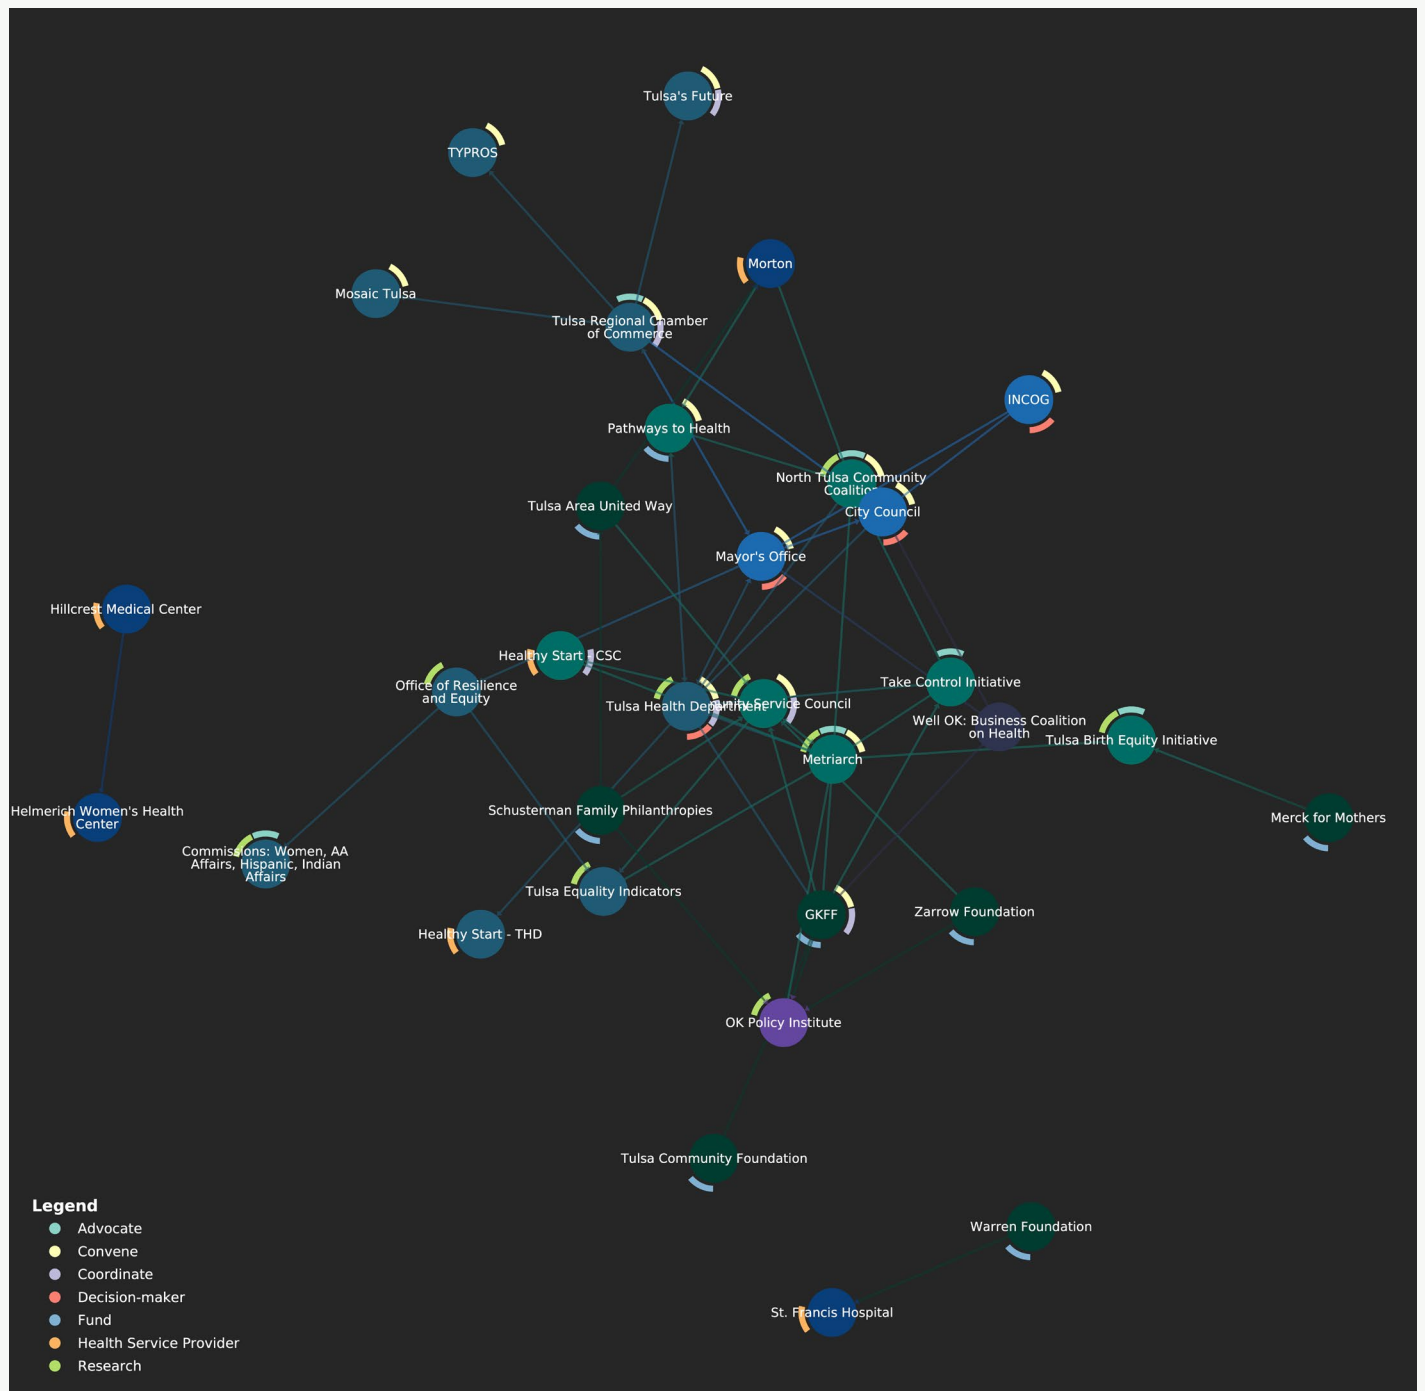 Tulsa's Future
TYPROS
Morton
Mosaic Tulsa
Tulsa Regional Chamber
of Commerce
INCOG
Pathways to Health
North Tulsa Community
Coalition
Tulsa Area United Way
City Council
Mayor's Office
Hillcrest Medical Center
Healthy Start - CSC
Office of Resilience
and Equity
Take Control Initiative
Tulsa Health Department
Service Council
Well OK: Business Coalition
on Health
Tulsa Birth Equity Initiative
Metriarch
Helmerich Women's Health
Center
Schusterman Family Philanthropies
Merck for Mothers
Commissions: Women, AA
Affairs, Hispanic, Indian
Affairs
Tulsa Equality Indicators
GKFF
Zarrow Foundation
Healthy Start - THD
OK Policy Institute
Tulsa Community Foundation
Warren Foundation
St. Francis Hospital
Legend
Advocate
Convene
Coordinate
Decision-maker
Fund
Health Service Provider
Research